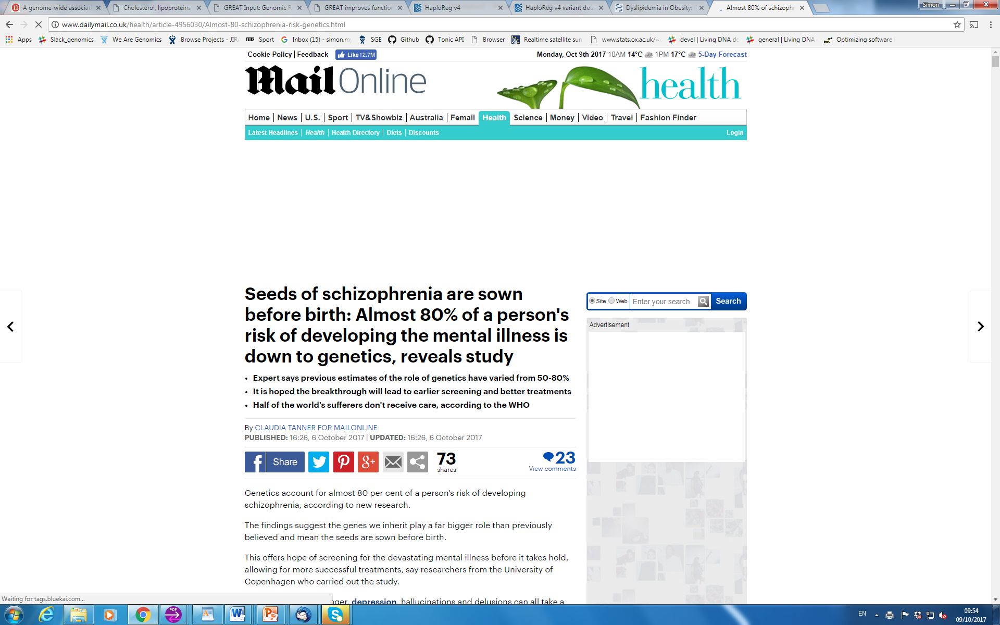 A genome-wide associat
Cholesterol, lipoproteins
GREAT Input: Genomic R
GREAT improves function
HaploReg v4
HaploReg v4 variant deta
Dyslipidemia in Obesity:
Almost 80% of schizophr
Simon
www.dailymail.co.uk/health/article-4956030/Almost-80-schizophrenia-risk-genetics.html
Apps
Slack_genomics
We Are Genomics
Browse Projects - JIRA
BBC Sport
Inbox (15) - simon.my
SGE
Github
Tonic API
Browser
Realtime satellite sun
www.stats.ox.ac.uk/~
devel | Living DNA de
general | Living DNA
Optimizing software
Cookie Policy | Feedback
Like 12.7M
Monday, Oct 9th 2017 10AM 14°C 1PM 17°C 5-Day Forecast
Mail Online
health
Home News U.S. Sport TV&Showbiz Australia Femail Health Science Money Video Travel Fashion Finder
Latest Headlines Health Health Directory Diets Discounts Login
Seeds of schizophrenia are sown
before birth: Almost 80% of a person's
risk of developing the mental illness is
down to genetics, reveals study
Site Web Enter your search Search
Advertisement
• Expert says previous estimates of the role of genetics have varied from 50-80%
• It is hoped the breakthrough will lead to earlier screening and better treatments
• Half of the world's sufferers don't receive care, according to the WHO
By CLAUDIA TANNER FOR MAILONLINE
PUBLISHED: 16:26, 6 October 2017 | UPDATED: 16:26, 6 October 2017
f Share
g+
73
shares
23
View comments
Genetics account for almost 80 per cent of a person's risk of developing
schizophrenia, according to new research.
The findings suggest the genes we inherit play a far bigger role than previously
believed and mean the seeds are sown before birth.
This offers hope of screening for the devastating mental illness before it takes hold,
allowing for more successful treatments, say researchers from the University of
Copenhagen who carried out the study.
depression, hallucinations and delusions can all take a
Waiting for tags.bluekai.com...
PDF
EN
09:54
09/10/2017